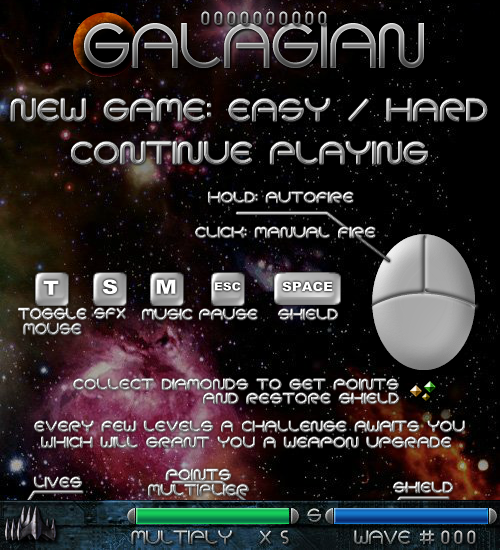 0000000000
GALAGIAN
NEW GAME: EASY / HARD
CONTINUE PLAYING
HOLD: AUTOFIRE
CLICK: MANUAL FIRE
T S M ESC SPACE
TOGGLE MOUSE SFX MUSIC PAUSE SHIELD
COLLECT DIAMONDS TO GET POINTS
AND RESTORE SHIELD
EVERY FEW LEVELS A CHALLENGE AWAITS YOU
WHICH WILL GRANT YOU A WEAPON UPGRADE
LIVES POINTS MULTIPLIER SHIELD
S
MULTIPLY X S WAVE #000